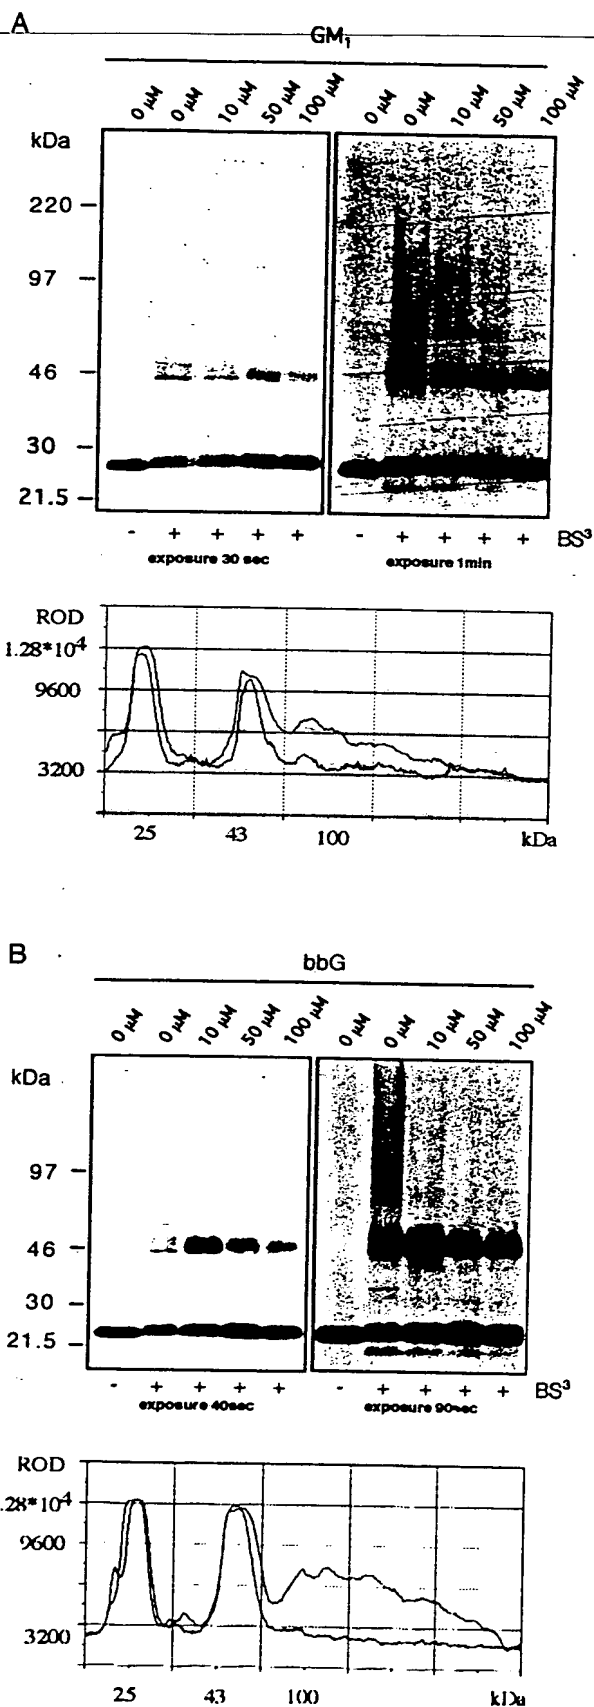 A
GM1
0 μM 0 μM 10 μM 50 μM 100 μM 0 μM 0 μM 10 μM 50 μM 100 μM
kDa
220
97
46
30
21.5
- + + + + - + + + + BS³
exposure 30 sec exposure 1min
ROD
1.28*10⁴
9600
3200
25 43 100 kDa
B
bbG
0 μM 0 μM 10 μM 50 μM 100 μM 0 μM 0 μM 10 μM 50 μM 100 μM
kDa
97
46
30
21.5
- + + + + - + + + + BS³
exposure 40sec exposure 90sec
ROD
.28*10⁴
9600
3200
25 43 100 kDa